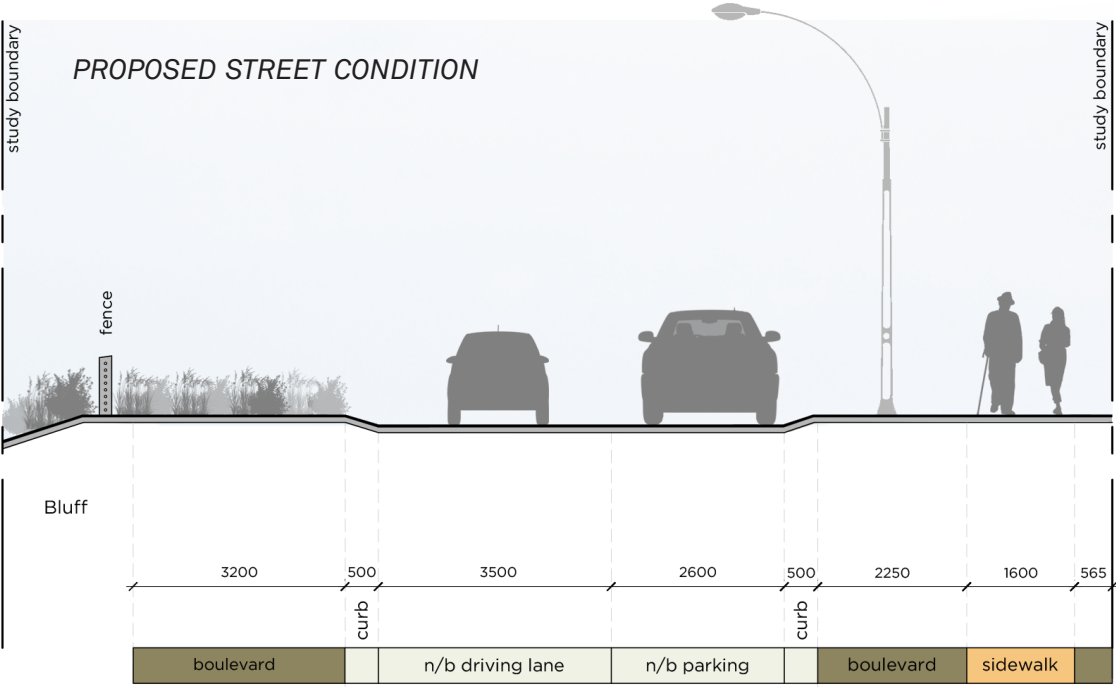 study boundary
study boundary
PROPOSED STREET CONDITION
fence
Bluff
3200 500 3500 2600 500 2250 1600 565
curb curb
boulevard n/b driving lane n/b parking boulevard sidewalk